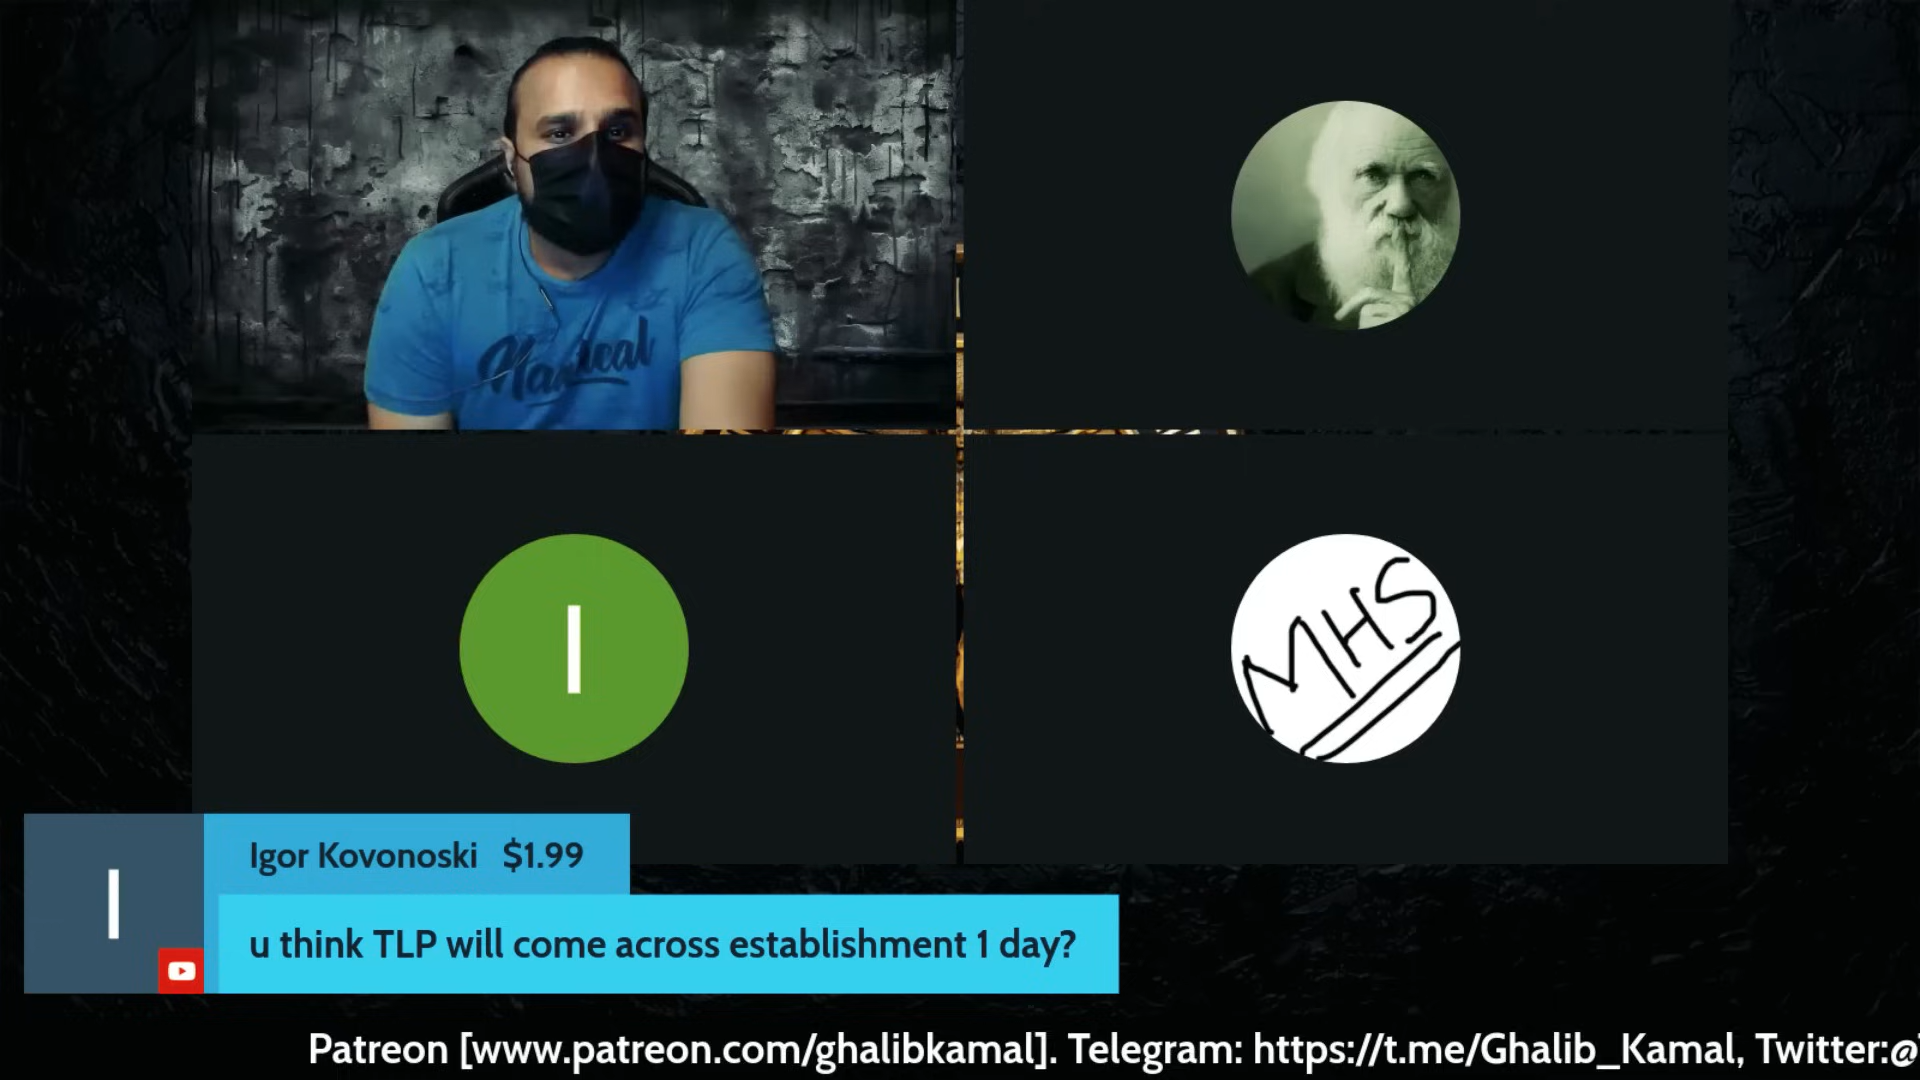 MHS
I
I
Igor Kovonoski $1.99
u think TLP will come across establishment 1 day?
Patreon [www.patreon.com/ghalibkamal]. Telegram: https://t.me/Ghalib_Kamal, Twitter:@